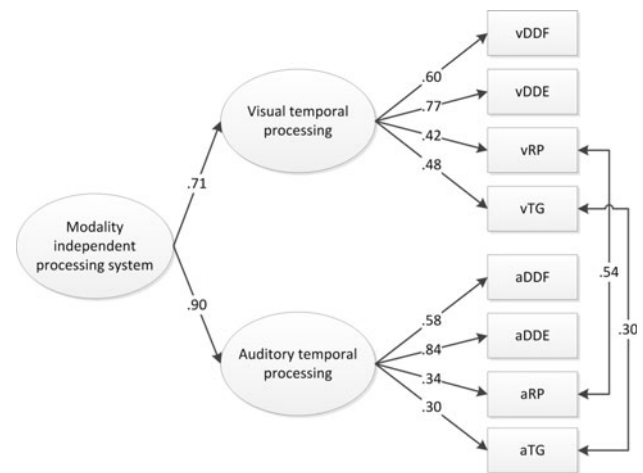 vDDF
Visual temporal
processing
.60
vDDE
.77
.42
vRP
.48
vTG
.71
Modality
independent
processing system
.54
.30
.90
aDDF
.58
aDDE
Auditory temporal
processing
.84
.34
aRP
.30
aTG